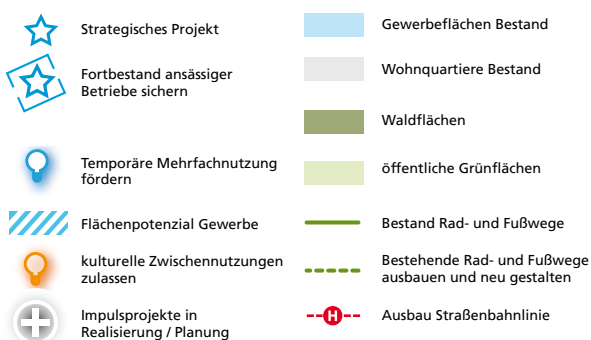 Strategisches Projekt
Fortbestand ansässiger
Betriebe sichern
Temporäre Mehrfachnutzung
fördern
Flächenpotenzial Gewerbe
kulturelle Zwischennutzungen
zulassen
Impulsprojekte in
Realisierung / Planung
Gewerbeflächen Bestand
Wohnquartiere Bestand
Waldflächen
öffentliche Grünflächen
Bestand Rad- und Fußwege
Bestehende Rad- und Fußwege
ausbauen und neu gestalten
H
Ausbau Straßenbahnlinie